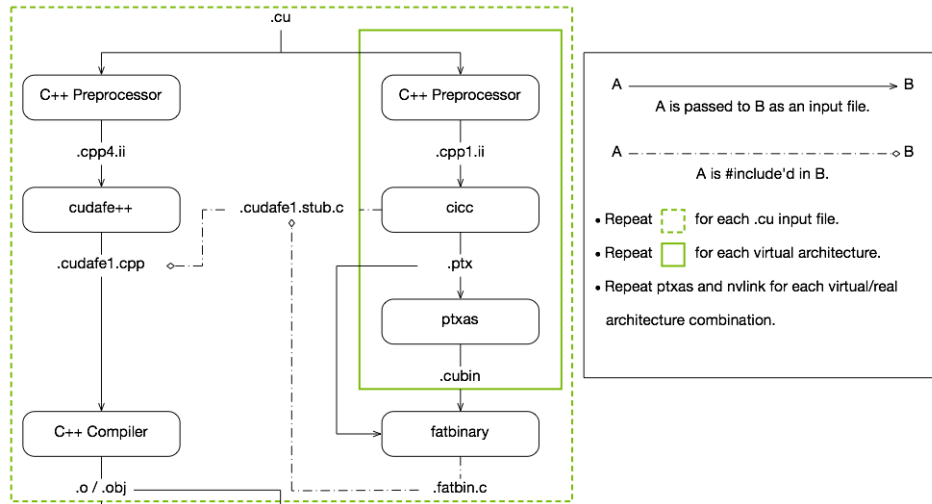 .cu
C++ Preprocessor
C++ Preprocessor
.cpp4.ii
.cpp1.ii
cudafe++
.cudafe1.stub.c
cicc
.cudafe1.cpp
.ptx
ptxas
.cubin
C++ Compiler
fatbinary
.o / .obj
.fatbin.c
A B
A is passed to B as an input file.
A B
A is #include'd in B.
• Repeat for each .cu input file.
• Repeat for each virtual architecture.
• Repeat ptxas and nvlink for each virtual/real
architecture combination.